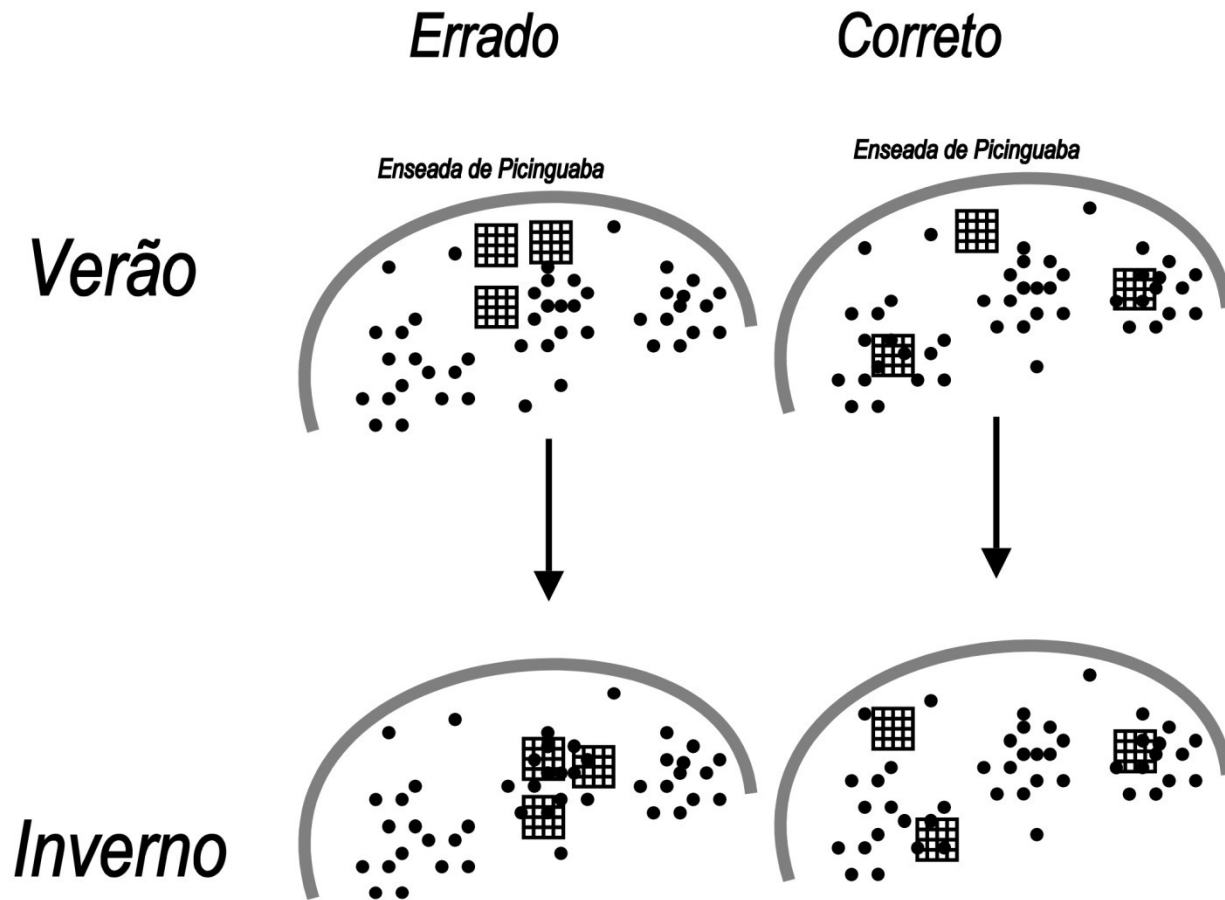 Errado
Correto
Enseada de Picinguaba
Enseada de Picinguaba
Verão
Inverno